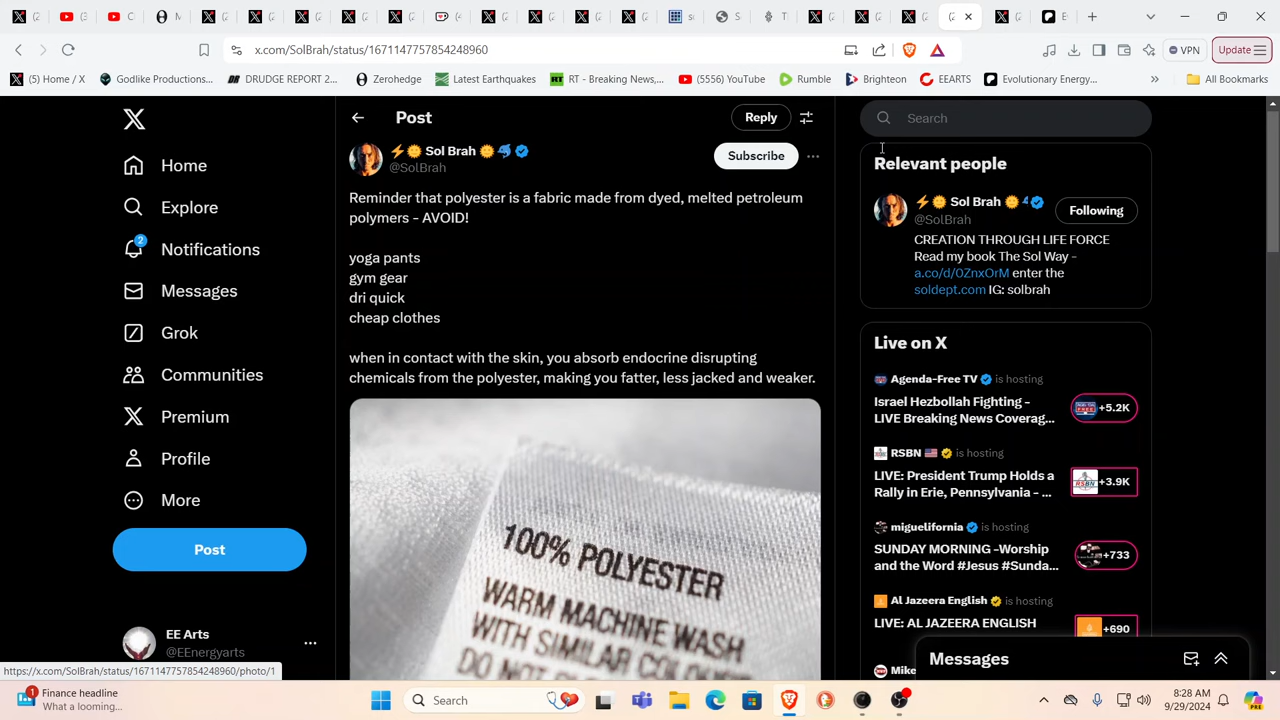 x.com/SolBrah/status/1671147757854248960
VPN
Update
(5) Home / X
Godlike Productions...
DRUDGE REPORT 2...
Zerohedge
Latest Earthquakes
RT - Breaking News,...
(5556) YouTube
Rumble
Brighteon
EEARTS
Evolutionary Energy...
All Bookmarks
Home
Explore
2
Notifications
Messages
Grok
Communities
Premium
Profile
More
Post
EE Arts
@EEnergyarts
Post
Reply
Sol Brah
@SolBrah
Subscribe
Reminder that polyester is a fabric made from dyed, melted petroleum
polymers - AVOID!
yoga pants
gym gear
dri quick
cheap clothes
when in contact with the skin, you absorb endocrine disrupting
chemicals from the polyester, making you fatter, less jacked and weaker.
100% POLYESTER
WARM MACHINE WASH
WITH SIMILAR
Search
Relevant people
Sol Brah
@SolBrah
Following
CREATION THROUGH LIFE FORCE
Read my book The Sol Way -
a.co/d/0ZnxOrM enter the
soldept.com IG: solbrah
Live on X
Agenda-Free TV is hosting
Israel Hezbollah Fighting -
LIVE Breaking News Coverag...
+5.2K
RSBN is hosting
LIVE: President Trump Holds a
Rally in Erie, Pennsylvania - ...
+3.9K
miguelifornia is hosting
SUNDAY MORNING -Worship
and the Word #Jesus #Sunda...
+733
Al Jazeera English is hosting
LIVE: AL JAZEERA ENGLISH
+690
Mike
Messages
https://x.com/SolBrah/status/1671147757854248960/photo/1
1
Finance headline
What a looming...
Search
8:28 AM
9/29/2024